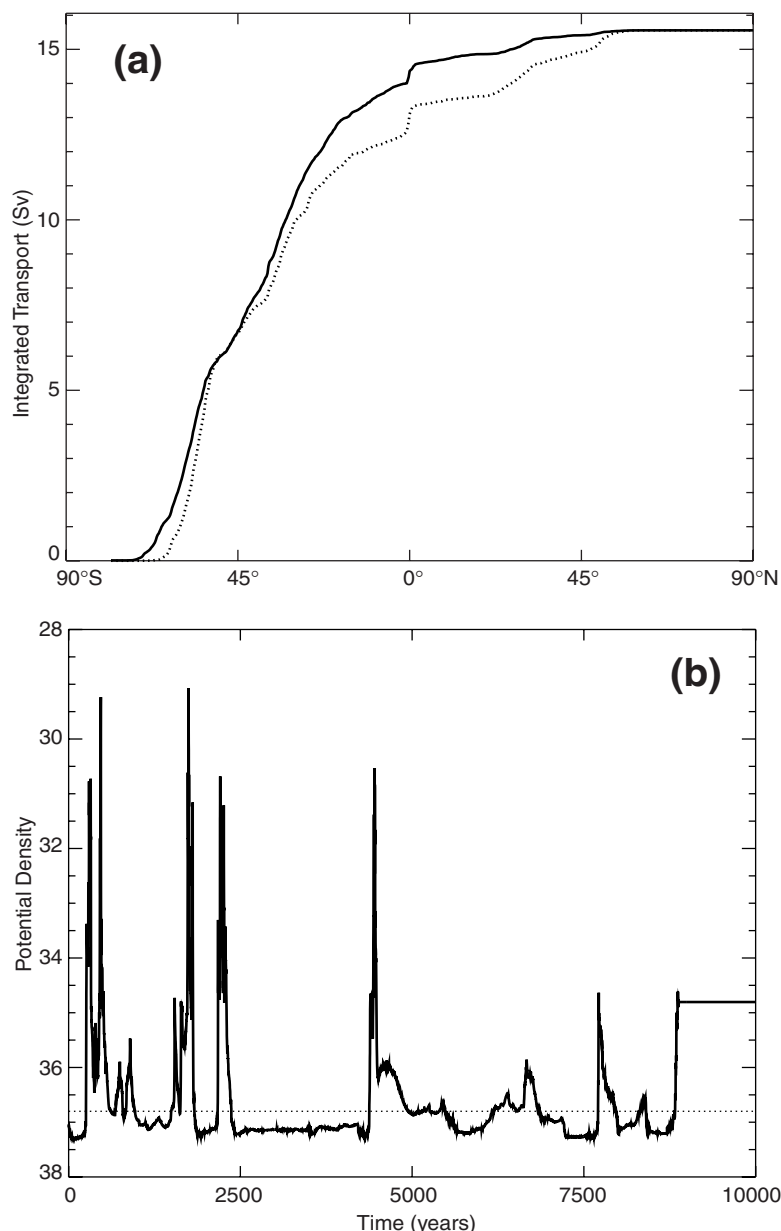 (a)
15
10
5
0
Integrated Transport (Sv)
90°S
45°
0°
45°
90°N
(b)
28
30
32
34
36
38
Potential Density
0
2500
5000
7500
10000
Time (years)